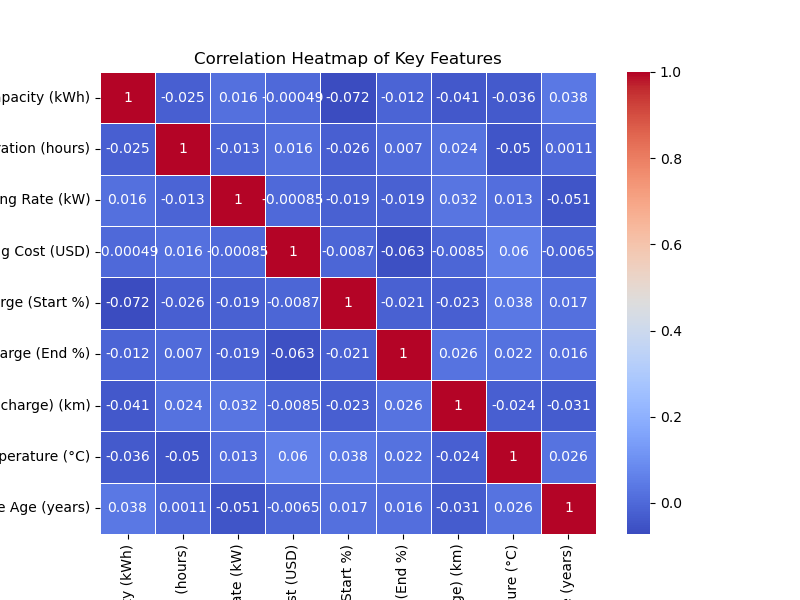 Correlation Heatmap of Key Features
pacity (kWh) 1 -0.025 0.016 -0.00049 -0.072 -0.012 -0.041 -0.036 0.038
ration (hours) -0.025 1 -0.013 0.016 -0.026 0.007 0.024 -0.05 0.0011
ng Rate (kW) 0.016 -0.013 1 -0.00085 -0.019 -0.019 0.032 0.013 -0.051
g Cost (USD) -0.00049 0.016 -0.00085 1 -0.0087 -0.063 -0.0085 0.06 -0.0065
rge (Start %) -0.072 -0.026 -0.019 -0.0087 1 -0.021 -0.023 0.038 0.017
arge (End %) -0.012 0.007 -0.019 -0.063 -0.021 1 0.026 0.022 0.016
charge) (km) -0.041 0.024 0.032 -0.0085 -0.023 0.026 1 -0.024 -0.031
perature (°C) -0.036 -0.05 0.013 0.06 0.038 0.022 -0.024 1 0.026
e Age (years) 0.038 0.0011 -0.051 -0.0065 0.017 0.016 -0.031 0.026 1
y (kWh)
(hours)
ate (kW)
st (USD)
Start %)
(End %)
ge) (km)
ure (°C)
(years)
1.0
0.8
0.6
0.4
0.2
0.0